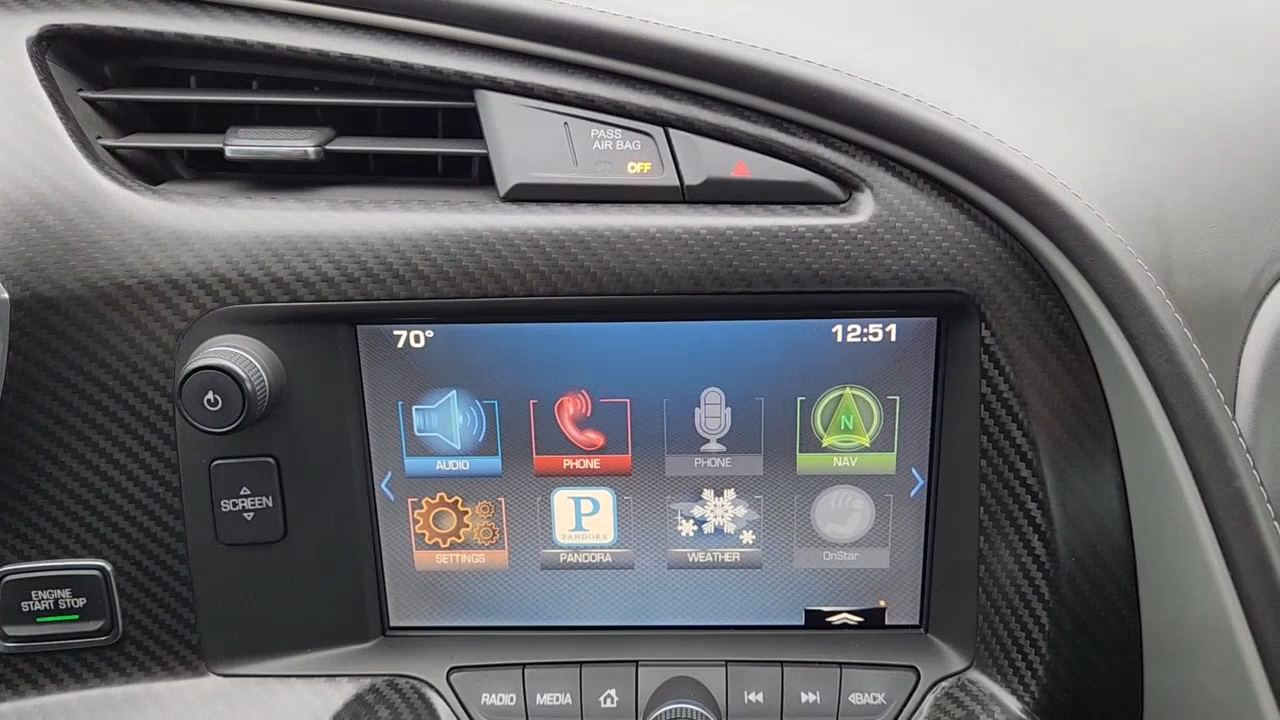 PASS
AIR BAG
OFF
70°
12:51
AUDIO
PHONE
PHONE
N
NAV
SCREEN
SETTINGS
P
PANDORA
PANDORA
WEATHER
OnStar
ENGINE
START STOP
RADIO
MEDIA
BACK